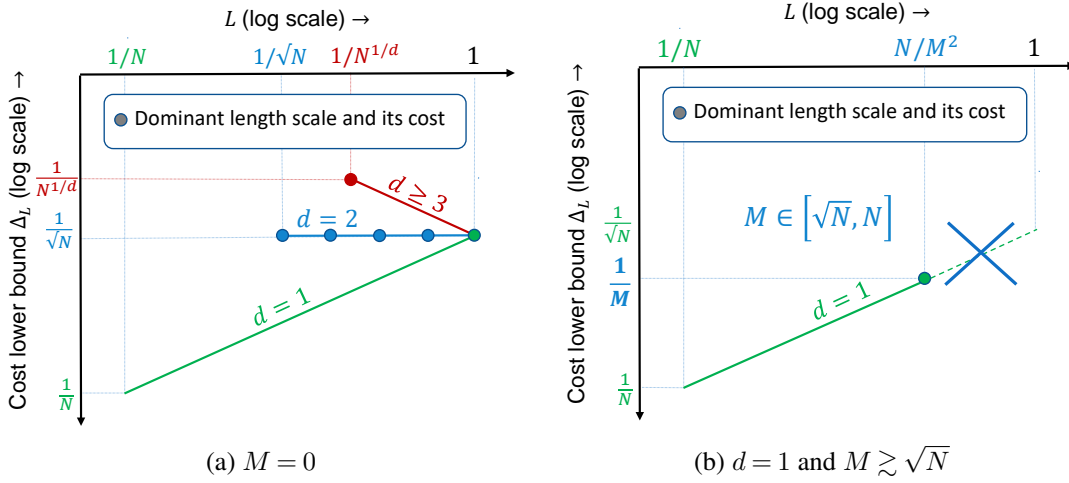 L (log scale) →
1/N
1/√N
1/N^{1/d}
1
Cost lower bound Δ_L (log scale) →
Dominant length scale and its cost
1/N^{1/d}
1/√N
1/N
d ≥ 3
d = 2
d = 1
(a) M = 0
L (log scale) →
1/N
N/M²
1
Cost lower bound Δ_L (log scale) →
Dominant length scale and its cost
M ∈ [√N, N]
1/√N
1/M
1/N
d = 1
(b) d = 1 and M ≳ √N